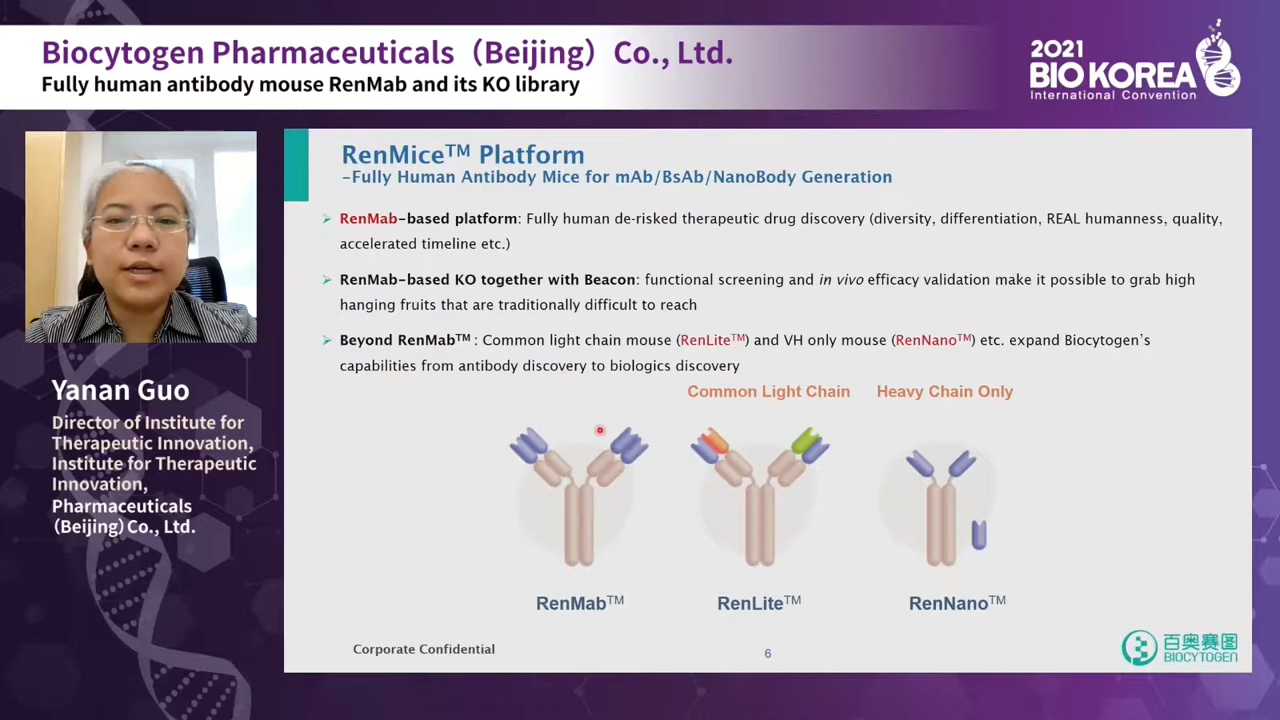 Biocytogen Pharmaceuticals（Beijing）Co., Ltd.
Fully human antibody mouse RenMab and its KO library
2021
BIO KOREA
International Convention
RenMice™ Platform
-Fully Human Antibody Mice for mAb/BsAb/NanoBody Generation
RenMab-based platform: Fully human de-risked therapeutic drug discovery (diversity, differentiation, REAL humanness, quality,
accelerated timeline etc.)
RenMab-based KO together with Beacon: functional screening and in vivo efficacy validation make it possible to grab high
hanging fruits that are traditionally difficult to reach
Beyond RenMab™ : Common light chain mouse (RenLite™) and VH only mouse (RenNano™) etc. expand Biocytogen's
capabilities from antibody discovery to biologics discovery
Common Light Chain
Heavy Chain Only
RenMab™
RenLite™
RenNano™
Corporate Confidential
6
百奥赛图
BIOCYTOGEN
Yanan Guo
Director of Institute for
Therapeutic Innovation,
Institute for Therapeutic
Innovation,
Pharmaceuticals
（Beijing）Co., Ltd.